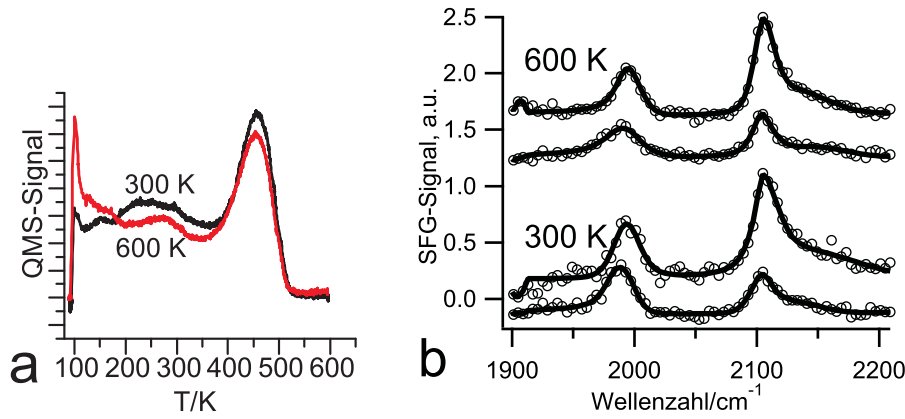 QMS-Signal
300 K
600 K
100 200 300 400 500 600
T/K
a
SFG-Signal, a.u.
2.5
2.0
1.5
1.0
0.5
0.0
600 K
300 K
1900 2000 2100 2200
Wellenzahl/cm⁻¹
b